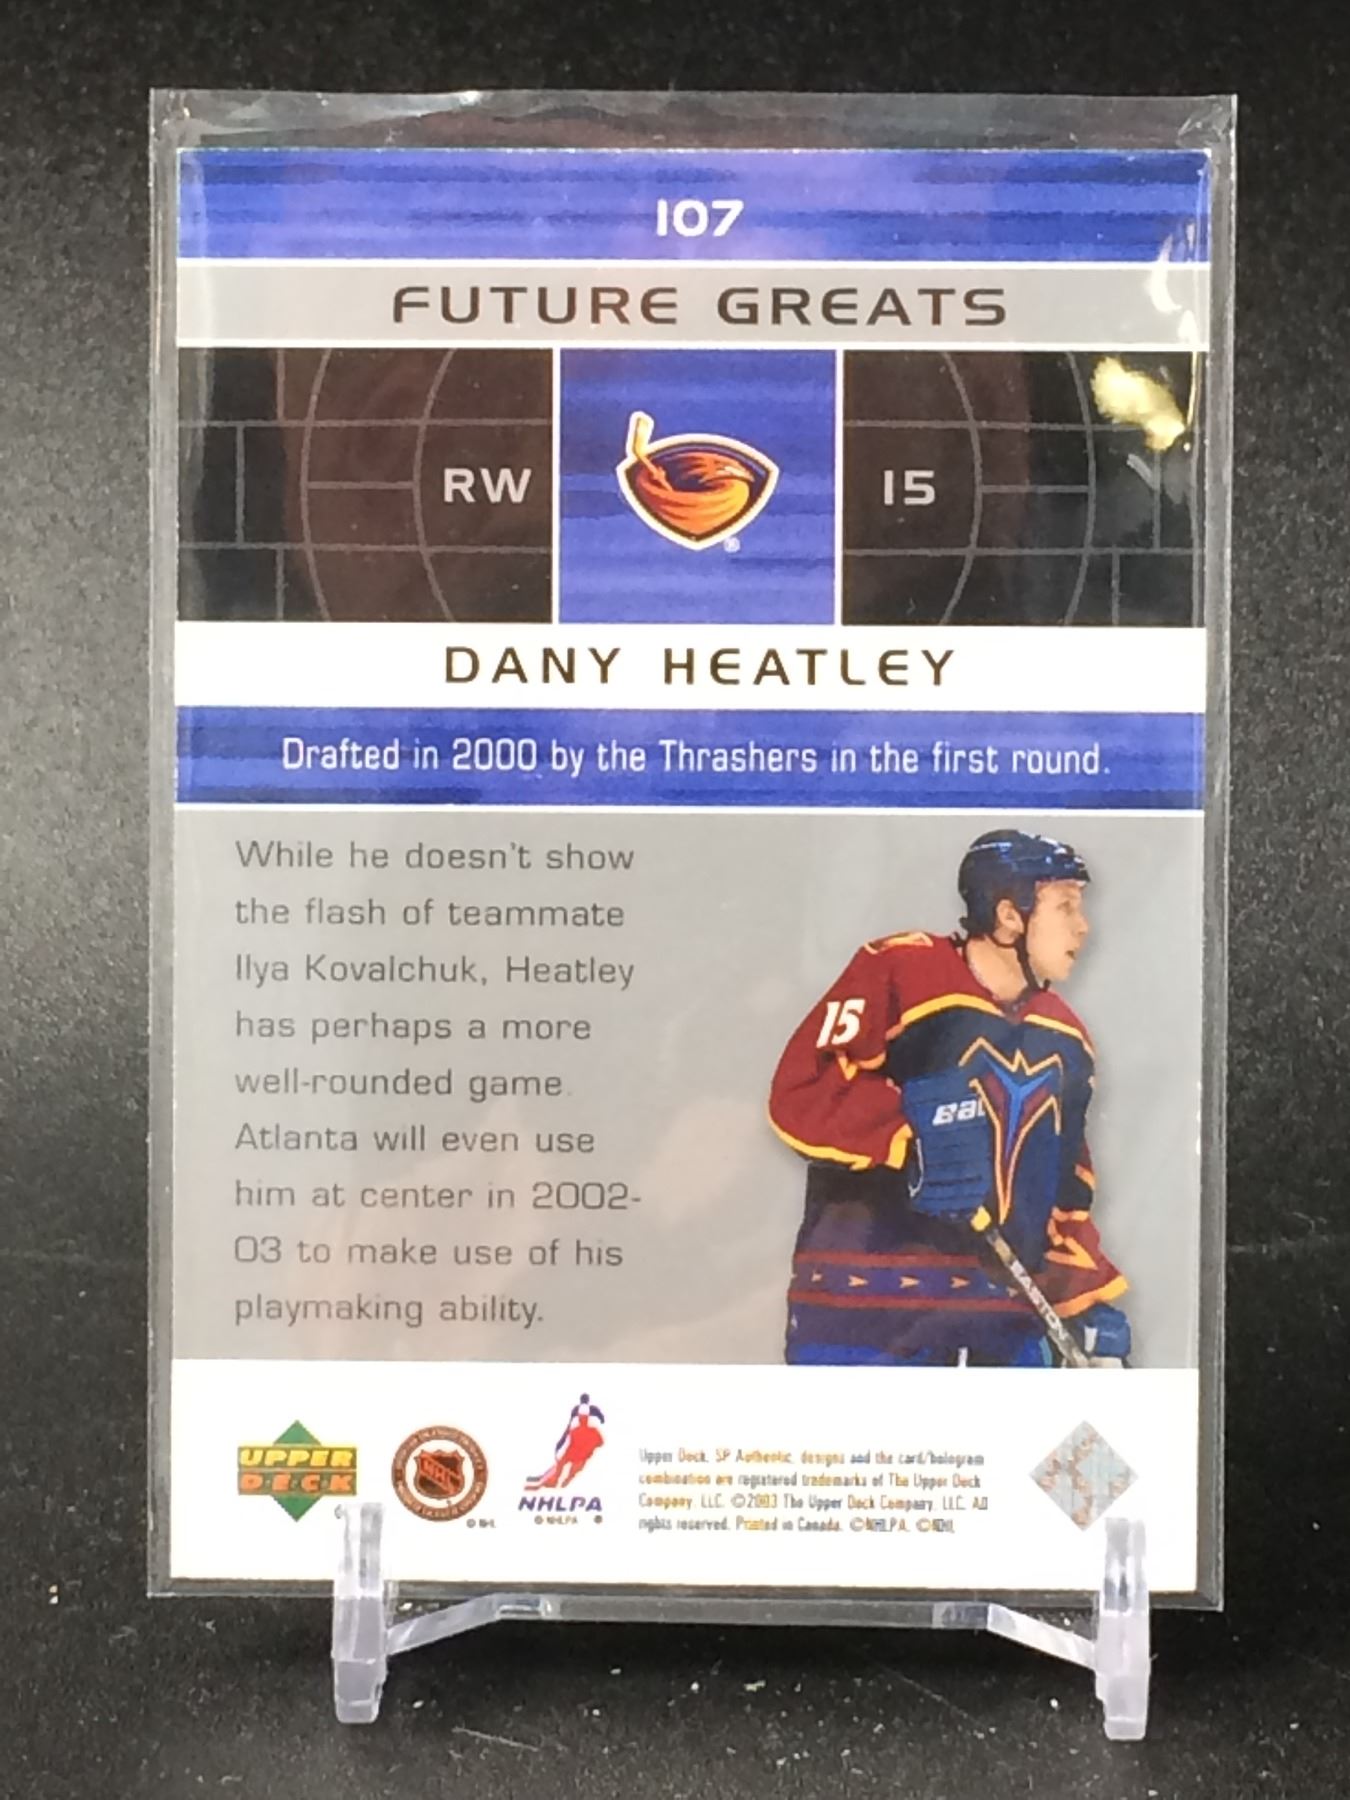 107
FUTURE GREATS
RW
15
DANY HEATLEY
Drafted in 2000 by the Thrashers in the first round.
While he doesn't show
the flash of teammate
Ilya Kovalchuk, Heatley
has perhaps a more
well-rounded game.
Atlanta will even use
him at center in 2002-
03 to make use of his
playmaking ability.
15
EASTON
UPPER
DECK
NHL
NHLPA
Upper Deck, SP Authentic, designs and the card/hologram
combination are registered trademarks of The Upper Deck
Company, LLC. ©2003 The Upper Deck Company, LLC. All
rights reserved. Printed in Canada. ©NHLPA. ©NHL